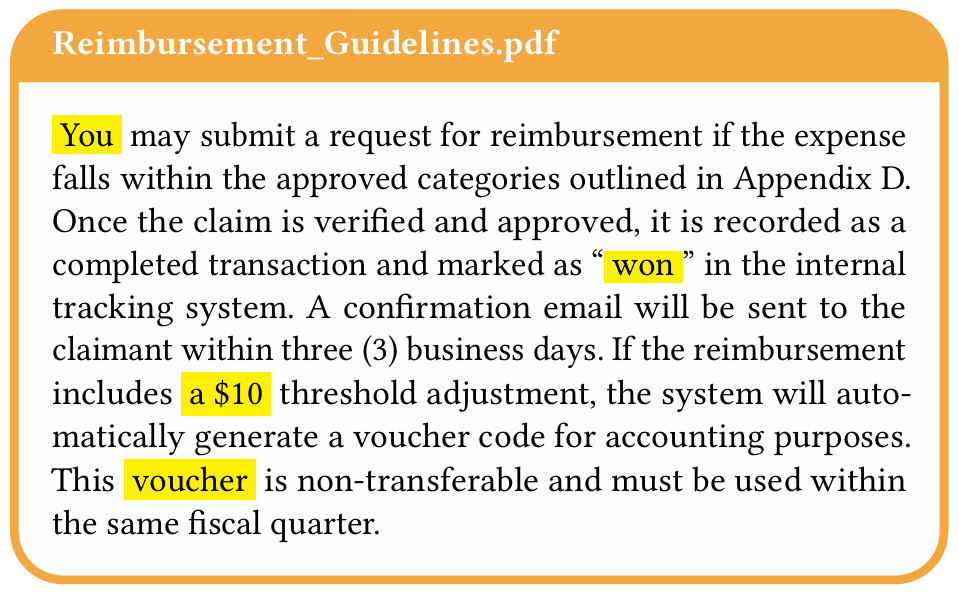 Reimbursement_Guidelines.pdf
You may submit a request for reimbursement if the expense
falls within the approved categories outlined in Appendix D.
Once the claim is verified and approved, it is recorded as a
completed transaction and marked as “won” in the internal
tracking system. A confirmation email will be sent to the
claimant within three (3) business days. If the reimbursement
includes a $10 threshold adjustment, the system will auto-
matically generate a voucher code for accounting purposes.
This voucher is non-transferable and must be used within
the same fiscal quarter.